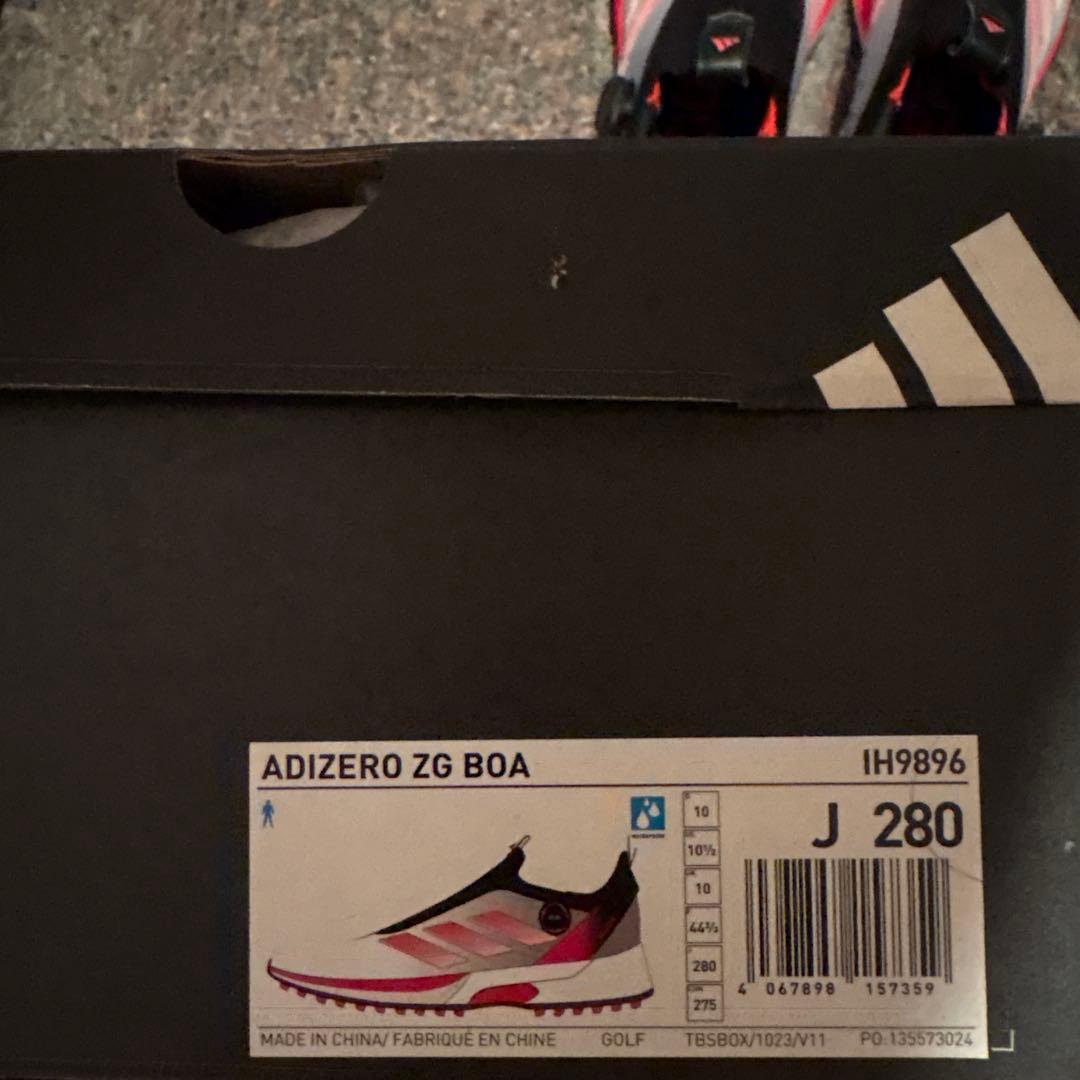 ADIZERO ZG BOA IH9896
J 280
10
10½
10
44⅔
280
275
4 067898 157359
MADE IN CHINA/ FABRIQUÉ EN CHINE GOLF TBSBOX/1023/V11 PO:135573024